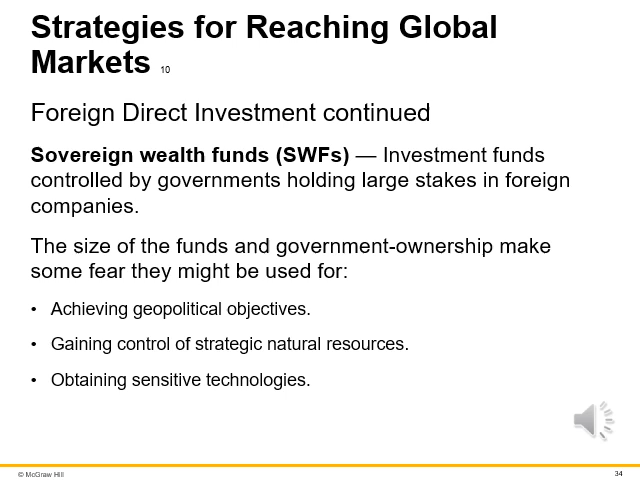 Strategies for Reaching Global
Markets 10
Foreign Direct Investment continued
Sovereign wealth funds (SWFs) — Investment funds
controlled by governments holding large stakes in foreign
companies.
The size of the funds and government-ownership make
some fear they might be used for:
• Achieving geopolitical objectives.
• Gaining control of strategic natural resources.
• Obtaining sensitive technologies.
© McGraw Hill
34